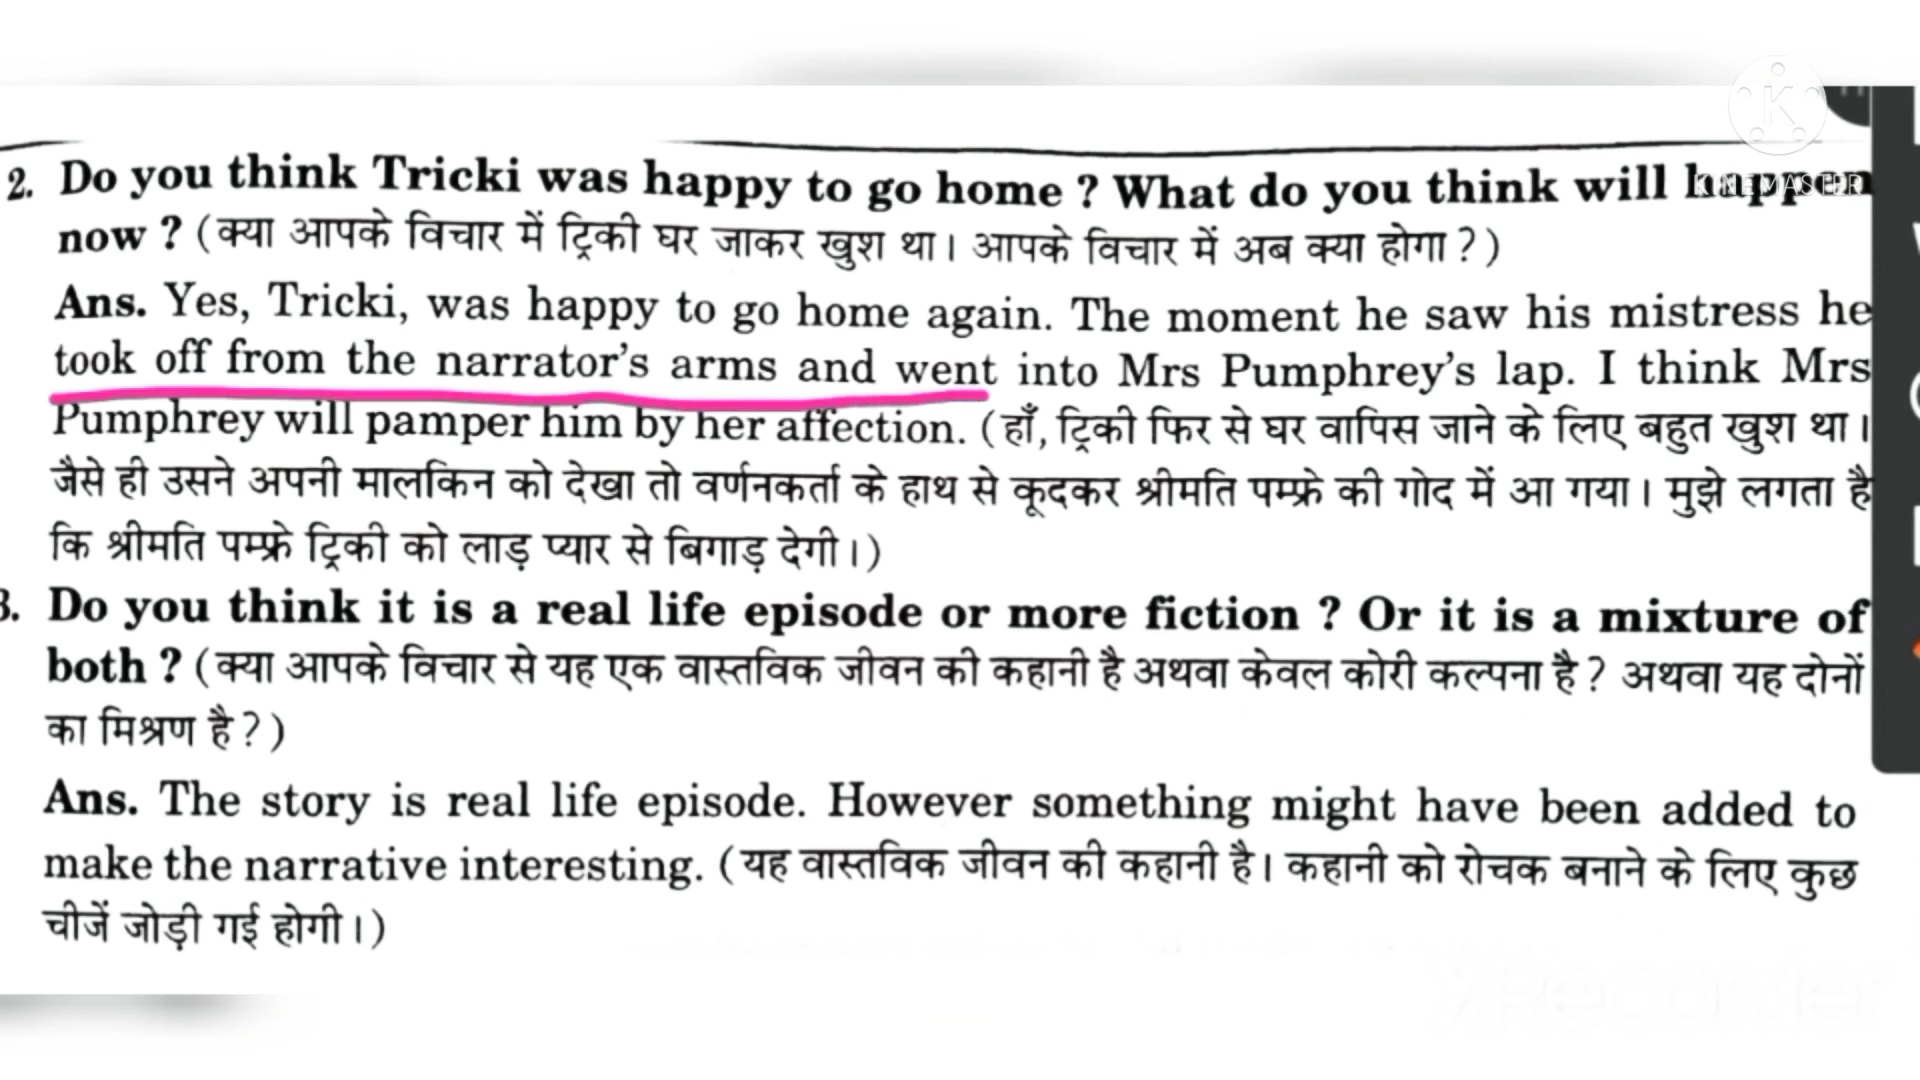 2. Do you think Tricki was happy to go home ? What do you think will happen
now ? (क्या आपके विचार में ट्रिकी घर जाकर खुश था। आपके विचार में अब क्या होगा ?)
Ans. Yes, Tricki, was happy to go home again. The moment he saw his mistress he
took off from the narrator's arms and went into Mrs Pumphrey's lap. I think Mrs
Pumphrey will pamper him by her affection. (हाँ, ट्रिकी फिर से घर वापिस जाने के लिए बहुत खुश था।
जैसे ही उसने अपनी मालकिन को देखा तो वर्णनकर्ता के हाथ से कूदकर श्रीमति पम्फ्रे की गोद में आ गया। मुझे लगता है
कि श्रीमति पम्फ्रे ट्रिकी को लाड़ प्यार से बिगाड़ देगी।)
3. Do you think it is a real life episode or more fiction ? Or it is a mixture of
both ? (क्या आपके विचार से यह एक वास्तविक जीवन की कहानी है अथवा केवल कोरी कल्पना है ? अथवा यह दोनों
का मिश्रण है ?)
Ans. The story is real life episode. However something might have been added to
make the narrative interesting. (यह वास्तविक जीवन की कहानी है। कहानी को रोचक बनाने के लिए कुछ
चीजें जोड़ी गई होगी।)
K
KINEMASTER
XRecorder